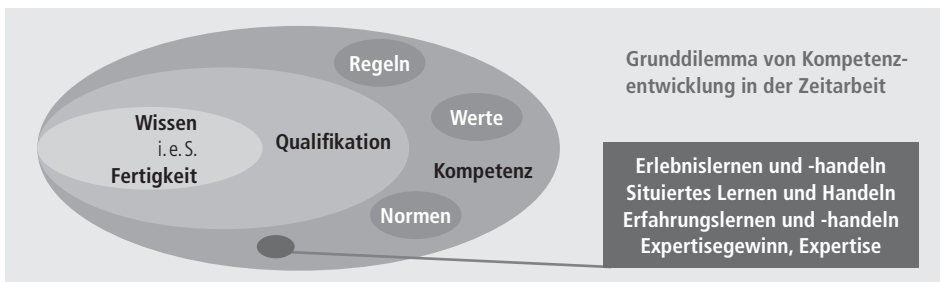 Regeln
Grunddilemma von Kompetenz-
entwicklung in der Zeitarbeit
Werte
Wissen
i. e. S.
Fertigkeit
Qualifikation
Kompetenz
Normen
Erlebnislernen und -handeln
Situiertes Lernen und Handeln
Erfahrungslernen und -handeln
Expertisegewinn, Expertise